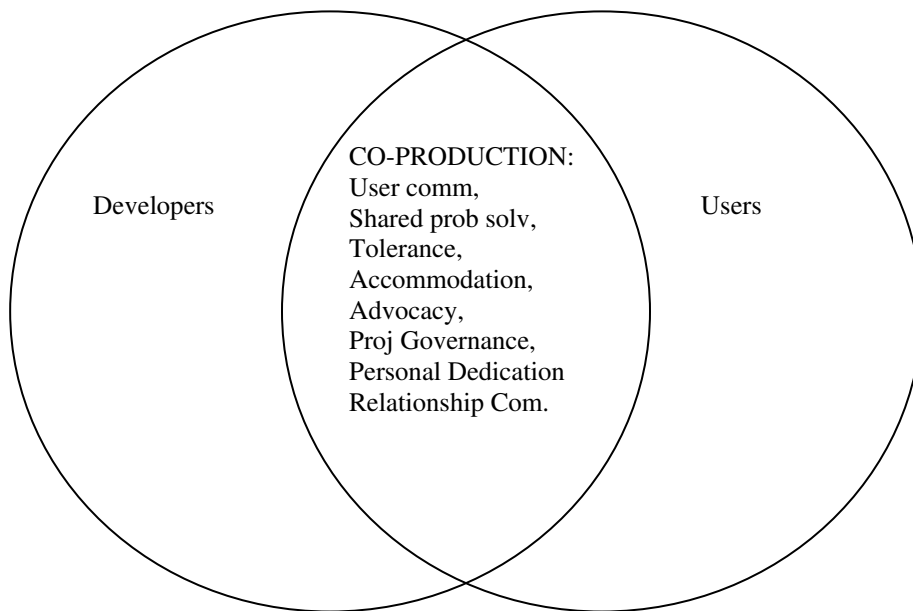 CO-PRODUCTION:
User comm,
Developers
Users
Shared prob solv,
Tolerance,
Accommodation,
Advocacy,
Proj Governance,
Personal Dedication
Relationship Com.